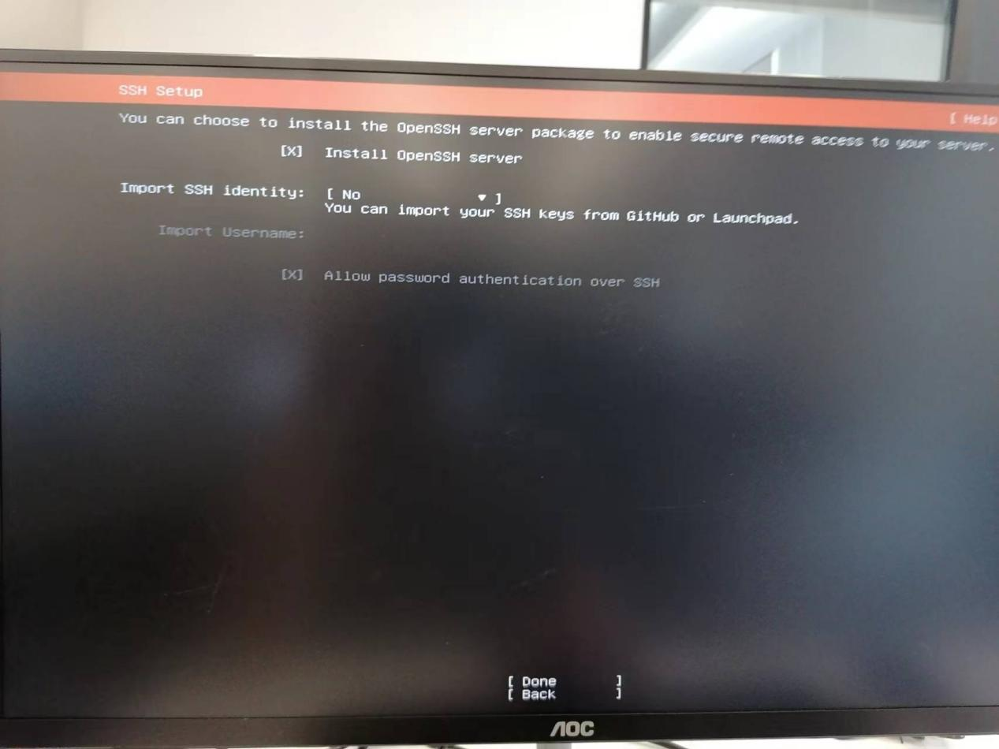 SSH Setup
[ Help
You can choose to install the OpenSSH server package to enable secure remote access to your server.
[X] Install OpenSSH server
Import SSH identity: [ No ▾ ]
You can import your SSH keys from GitHub or Launchpad.
Import Username:
[X] Allow password authentication over SSH
[ Done ]
[ Back ]
AOC